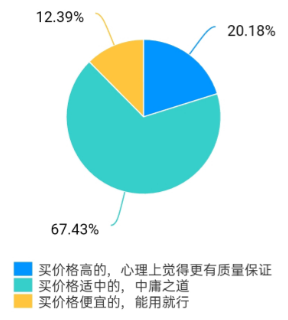 12.39%
20.18%
67.43%
买价格高的，心理上觉得更有质量保证
买价格适中的，中庸之道
买价格便宜的，能用就行